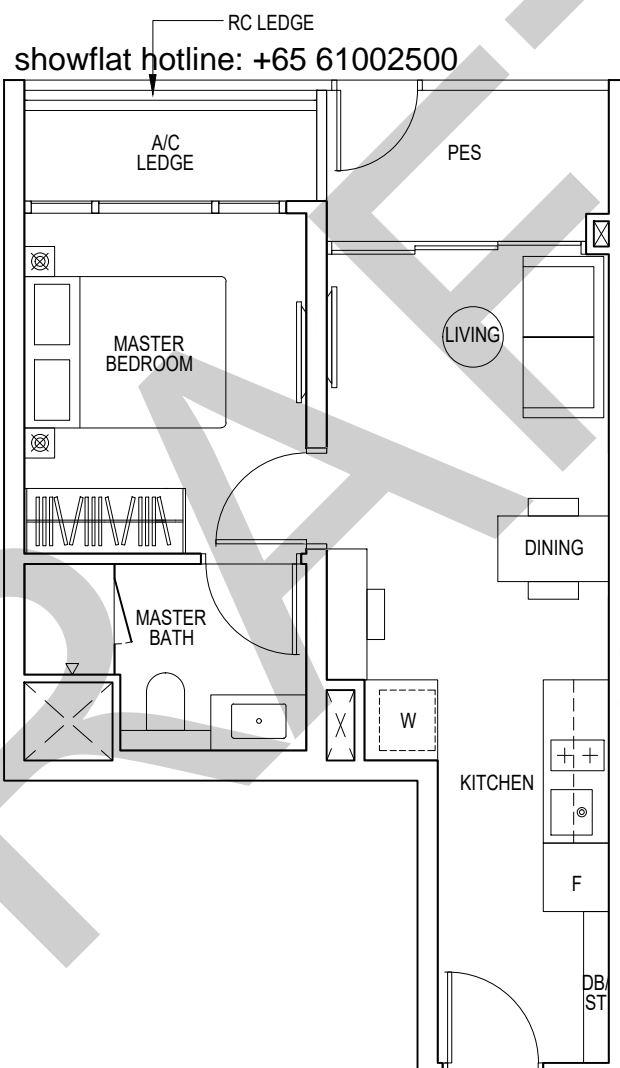 RC LEDGE
showflat hotline: +65 61002500
A/C
LEDGE
PES
MASTER
BEDROOM
LIVING
DINING
MASTER
BATH
W
KITCHEN
F
DB/
ST